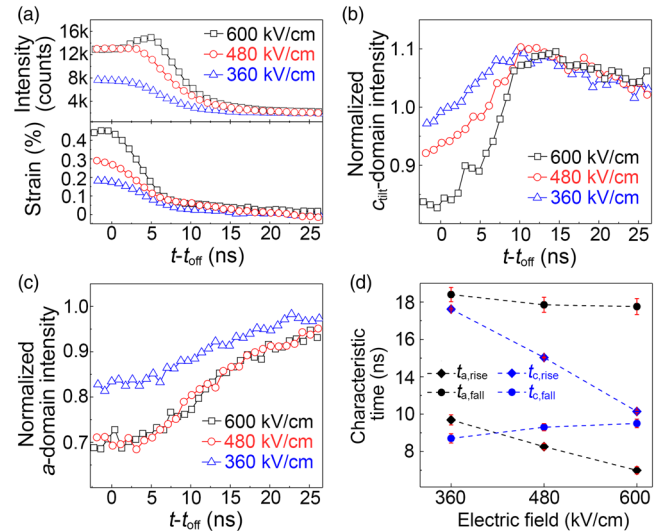 (a)
16k
12k
8k
4k
Intensity
(counts)
600 kV/cm
480 kV/cm
360 kV/cm
0.4
0.3
0.2
0.1
0
Strain (%)
0 5 10 15 20 25
t-toff (ns)
(b)
1.1
1.0
0.9
Normalized
ctilt-domain intensity
600 kV/cm
480 kV/cm
360 kV/cm
0 5 10 15 20 25
t-toff (ns)
(c)
1.0
0.9
0.8
0.7
Normalized
a-domain intensity
600 kV/cm
480 kV/cm
360 kV/cm
0 5 10 15 20 25
t-toff (ns)
(d)
18
16
14
12
10
8
Characteristic
time (ns)
ta,rise tc,rise
ta,fall tc,fall
360 480 600
Electric field (kV/cm)